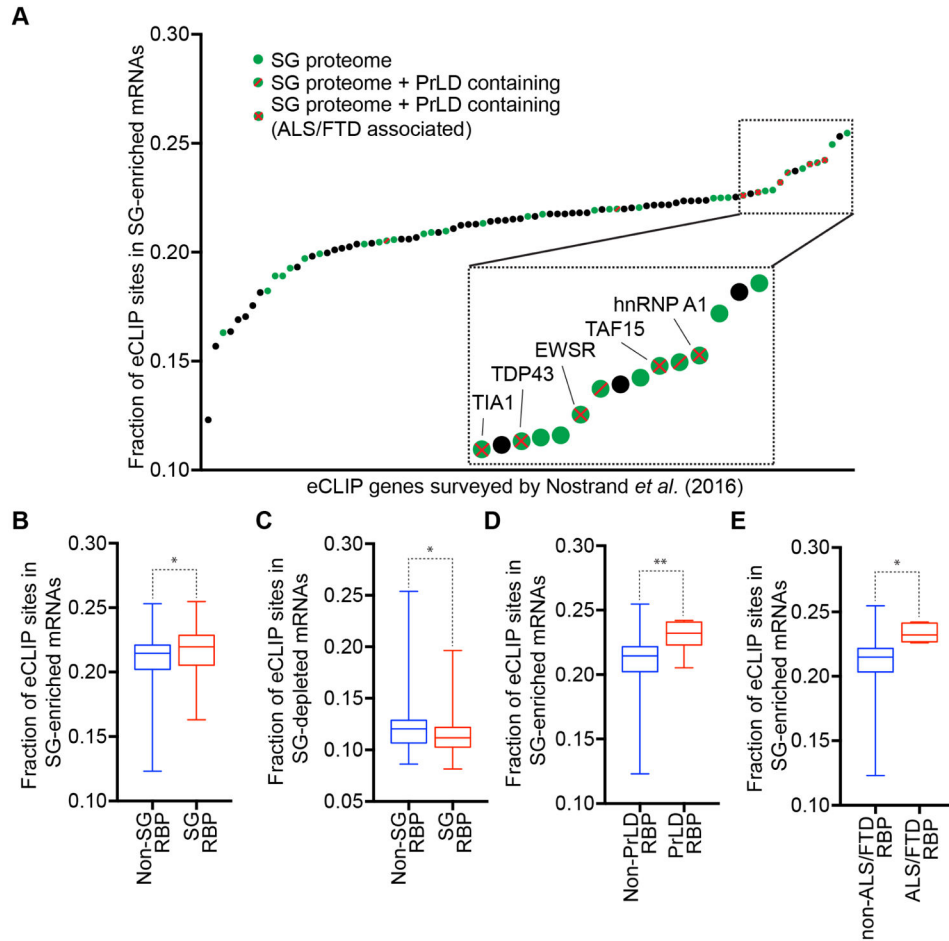 A
Fraction of eCLIP sites in SG-enriched mRNAs
0.30
0.25
0.20
0.15
0.10
SG proteome
SG proteome + PrLD containing
SG proteome + PrLD containing
(ALS/FTD associated)
hnRNP A1
TAF15
EWSR
TDP43
TIA1
eCLIP genes surveyed by Nostrand et al. (2016)
B
Fraction of eCLIP sites in
SG-enriched mRNAs
0.30
0.25
0.20
0.15
0.10
*
Non-SG
RBP
SG
RBP
C
Fraction of eCLIP sites in
SG-depleted mRNAs
0.30
0.25
0.20
0.15
0.10
0.05
*
Non-SG
RBP
SG
RBP
D
Fraction of eCLIP sites in
SG-enriched mRNAs
0.30
0.25
0.20
0.15
0.10
**
Non-PrLD
RBP
PrLD
RBP
E
Fraction of eCLIP sites in
SG-enriched mRNAs
0.30
0.25
0.20
0.15
0.10
*
non-ALS/FTD
RBP
ALS/FTD
RBP